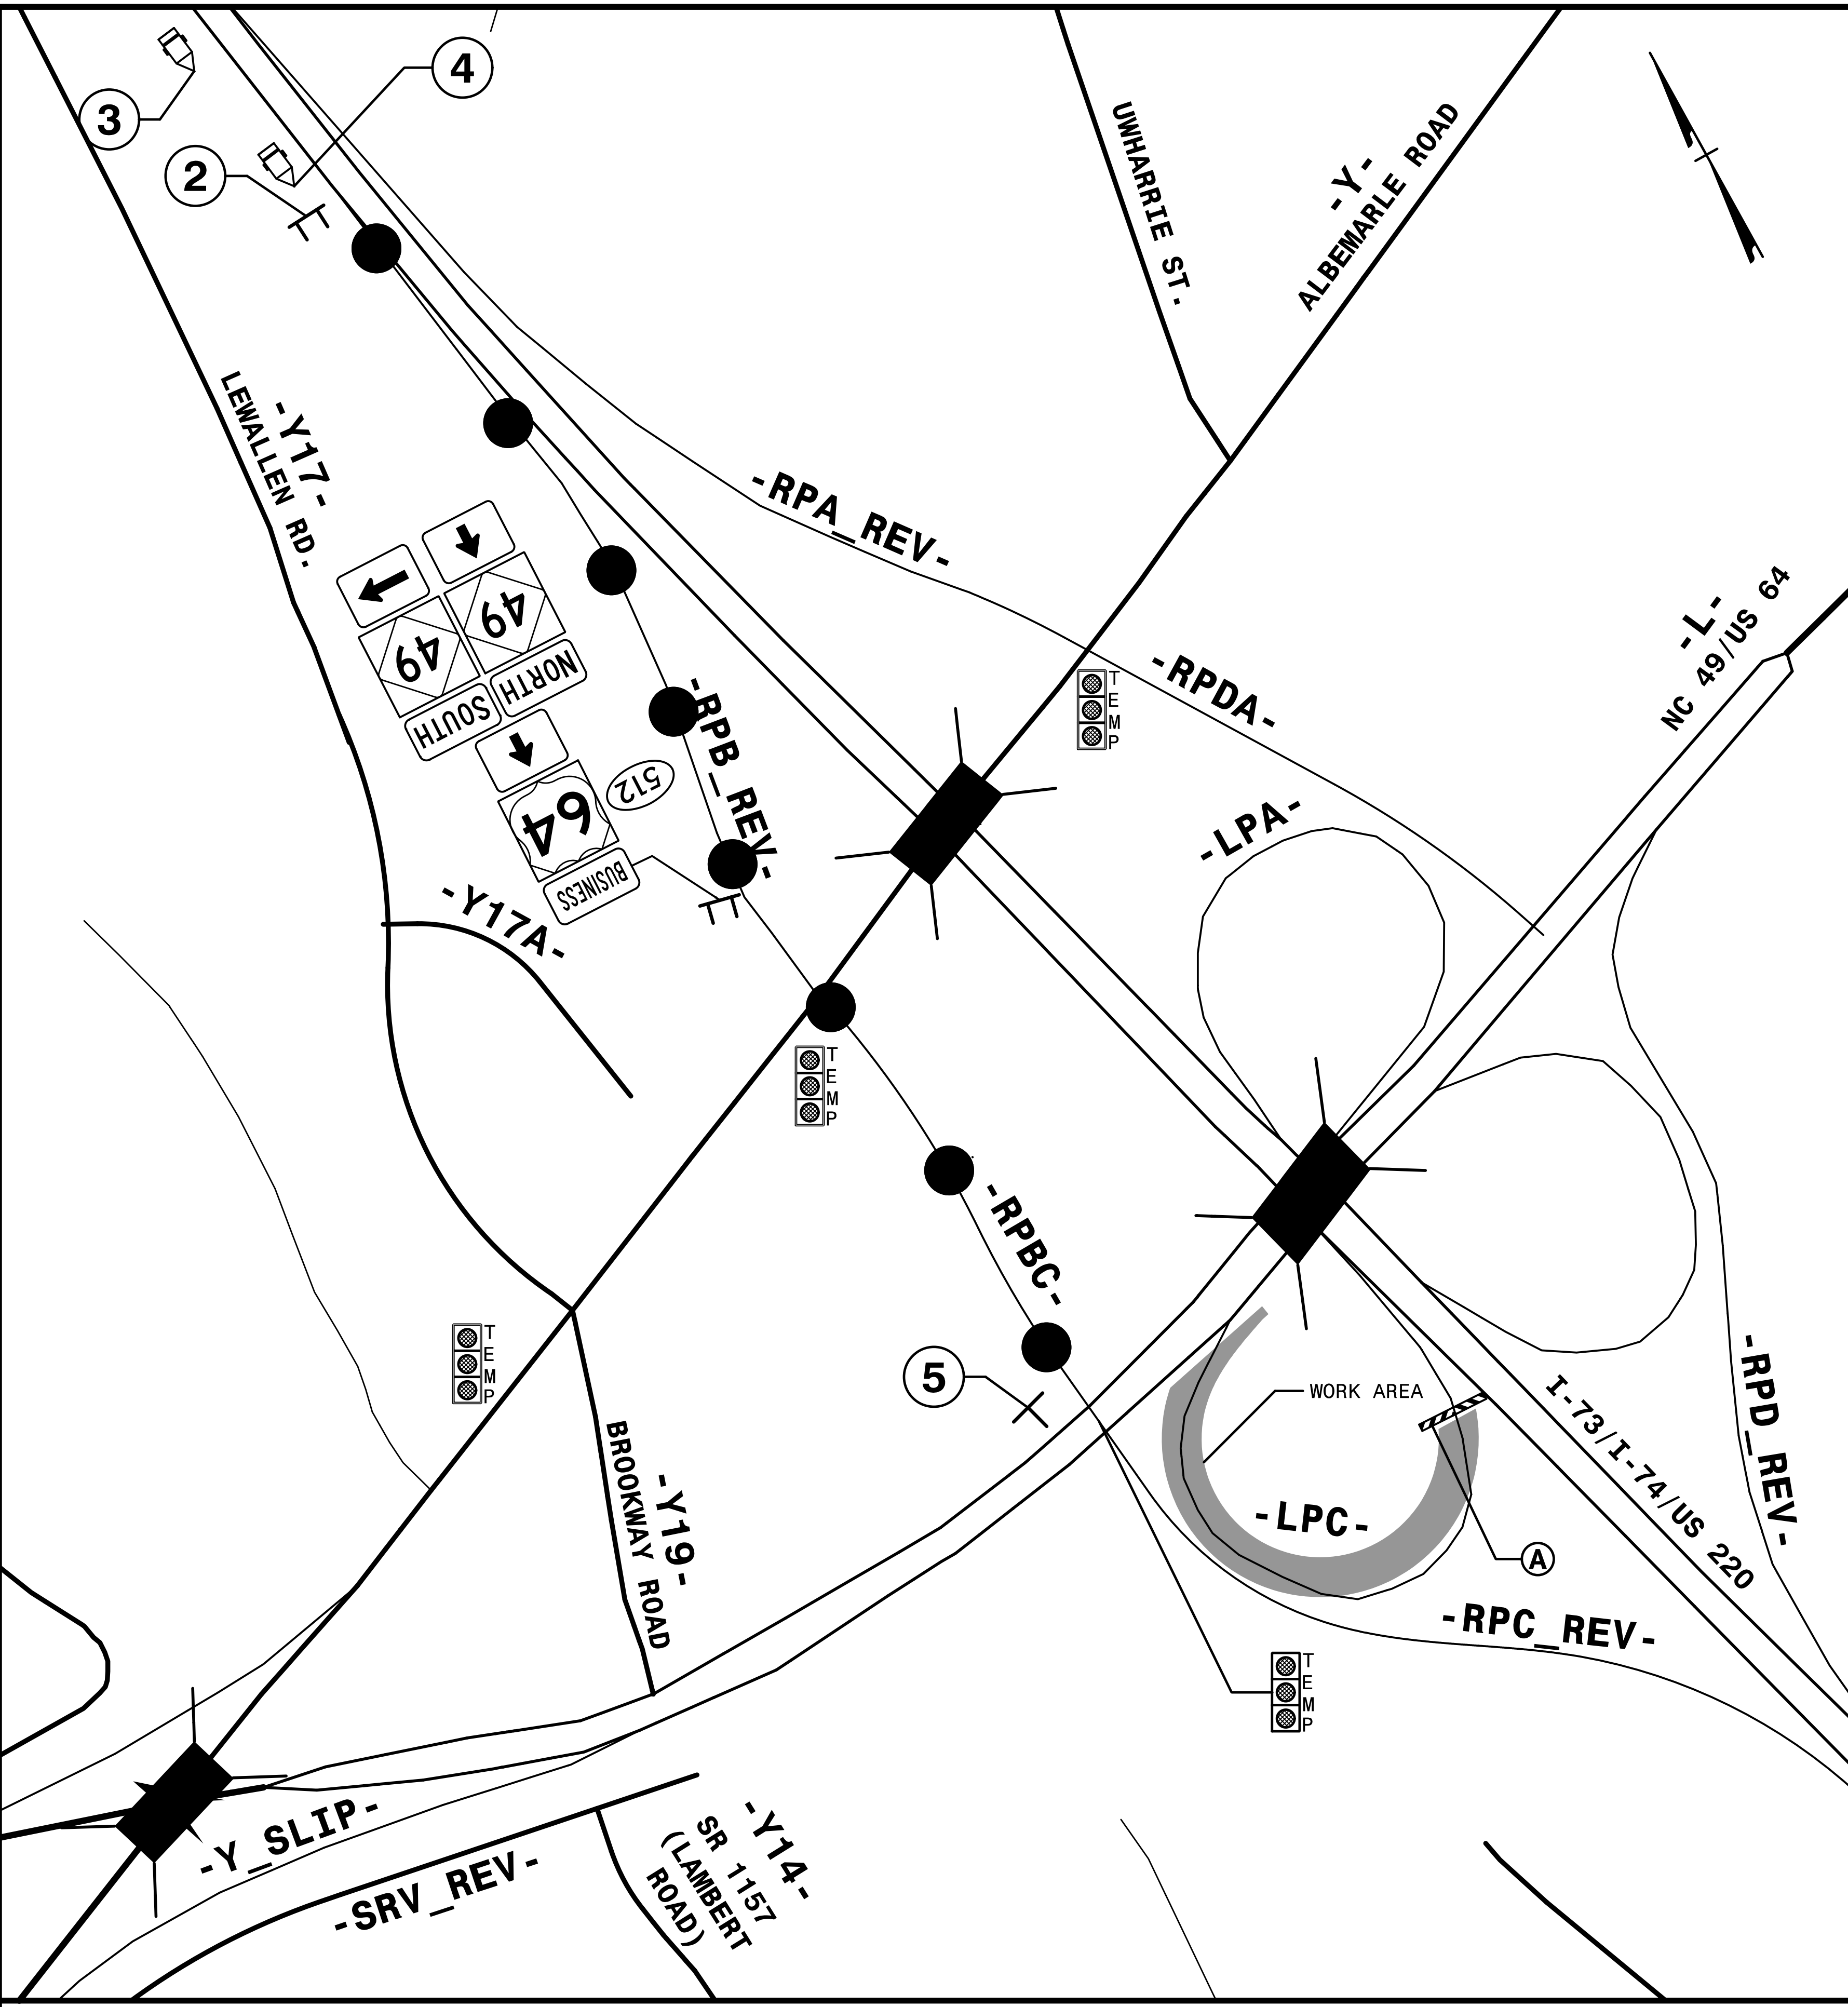 4
3
2
UWHARRIE ST.
-Y-
ALBEMARLE ROAD
-Y17-
LEWALLEN RD.
-RPA_REV-
-L-
NC 49/US 64
49
49
NORTH
SOUTH
-RPB_REV-
-RPDA-
T
E
M
P
512
64
BUSINESS
-LPA-
-Y17A-
T
E
M
P
-RPBC-
T
E
M
P
5
WORK AREA
-RPD_REV-
I-73/I-74/US 220
-LPC-
A
-Y19-
BROOKWAY ROAD
-RPC_REV-
T
E
M
P
-Y_SLIP-
-SRV_REV-
-Y14-
SR 1157
(LAMBERT
ROAD)